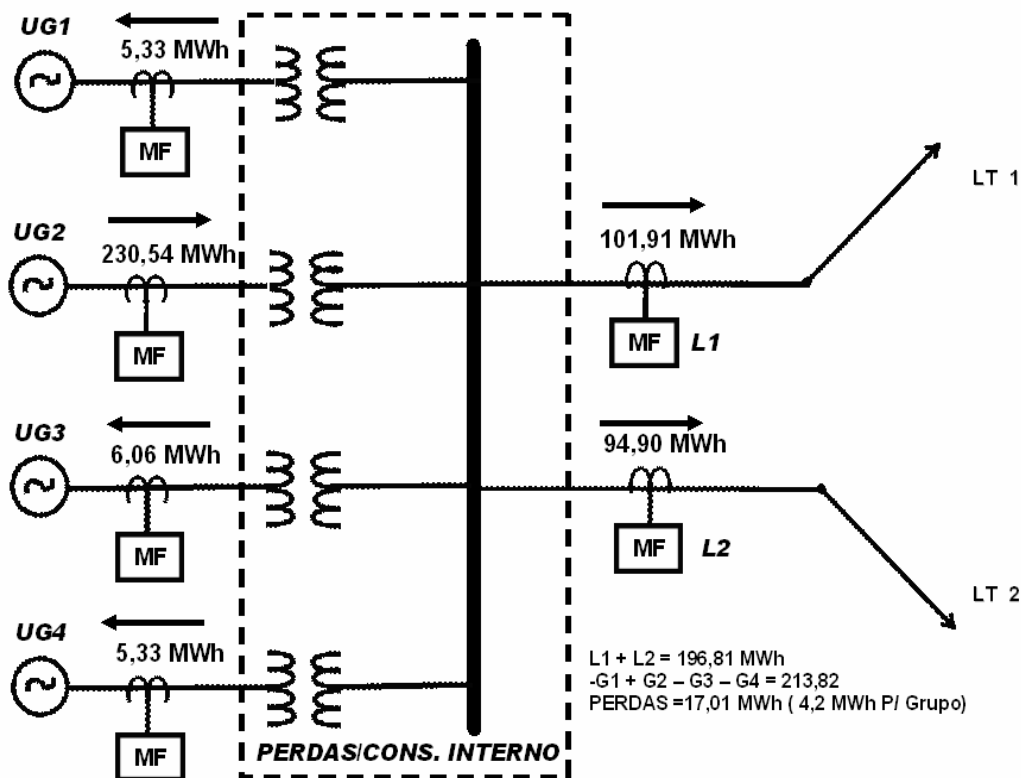 UG1
5,33 MWh
MF
UG2
230,54 MWh
MF
UG3
6,06 MWh
MF
UG4
5,33 MWh
MF
PERDAS/CONS. INTERNO
101,91 MWh
MF
L1
LT 1
94,90 MWh
MF
L2
LT 2
L1 + L2 = 196,81 MWh
-G1 + G2 – G3 – G4 = 213,82
PERDAS =17,01 MWh ( 4,2 MWh P/ Grupo)